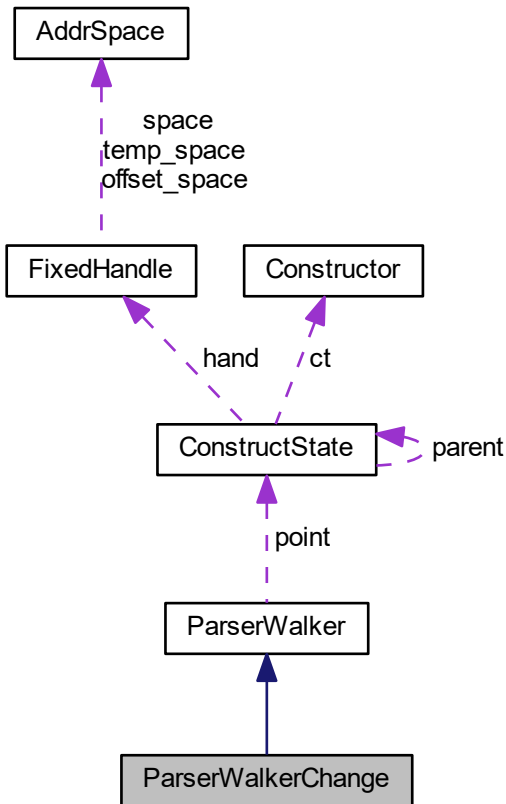 AddrSpace
space
temp_space
offset_space
FixedHandle
Constructor
hand
ct
ConstructState
parent
point
ParserWalker
ParserWalkerChange